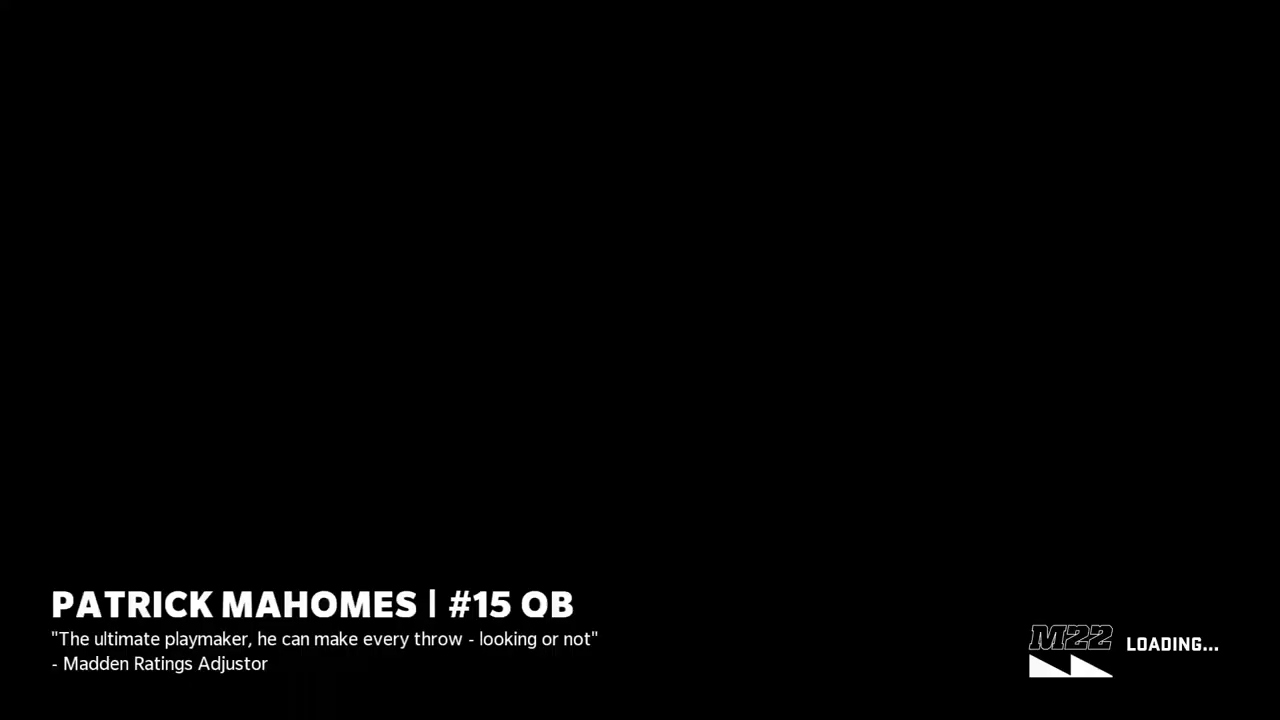 PATRICK MAHOMES | #15 QB
"The ultimate playmaker, he can make every throw - looking or not"
- Madden Ratings Adjustor
M22
LOADING...